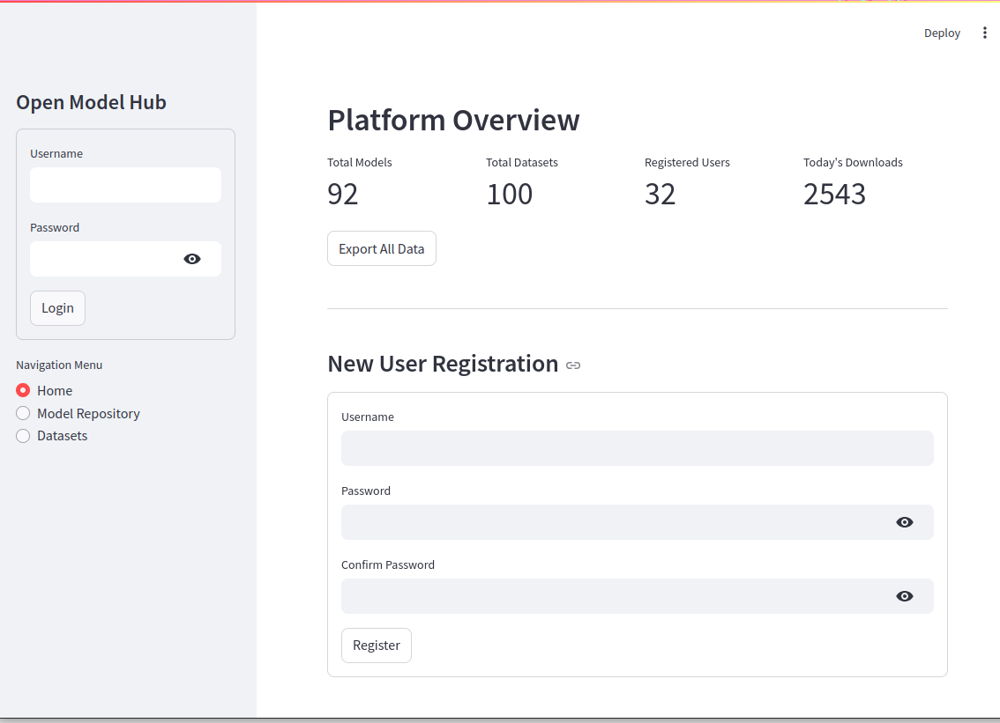 Deploy
Open Model Hub
Username
Password
Login
Navigation Menu
Home
Model Repository
Datasets
Platform Overview
Total Models Total Datasets Registered Users Today's Downloads
92 100 32 2543
Export All Data
New User Registration
Username
Password
Confirm Password
Register